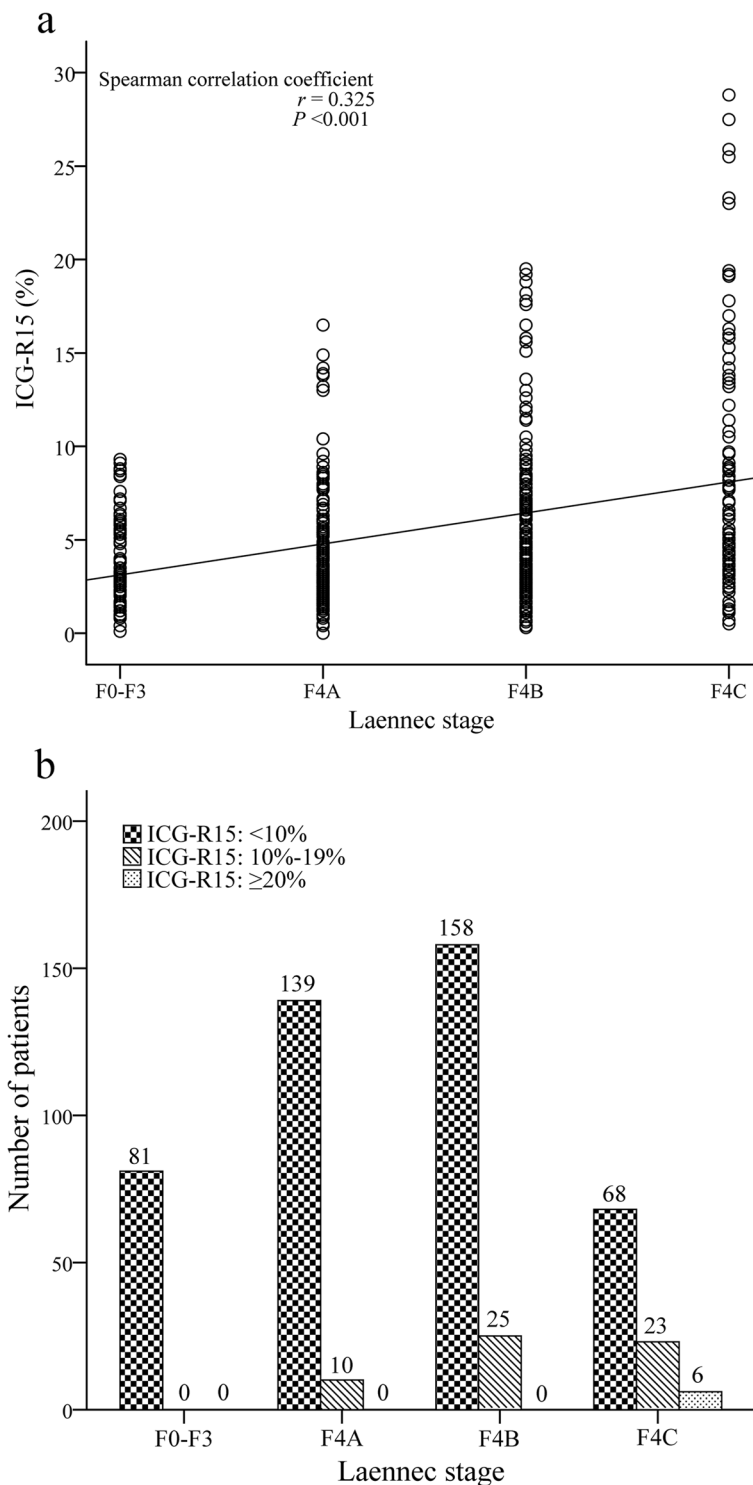 a
Spearman correlation coefficient
r = 0.325
P <0.001
30
25
20
15
10
5
0
ICG-R15 (%)
F0-F3 F4A F4B F4C
Laennec stage
b
ICG-R15: <10%
ICG-R15: 10%-19%
ICG-R15: ≥20%
200
150
100
50
0
Number of patients
81 0 0
139 10 0
158 25 0
68 23 6
F0-F3 F4A F4B F4C
Laennec stage